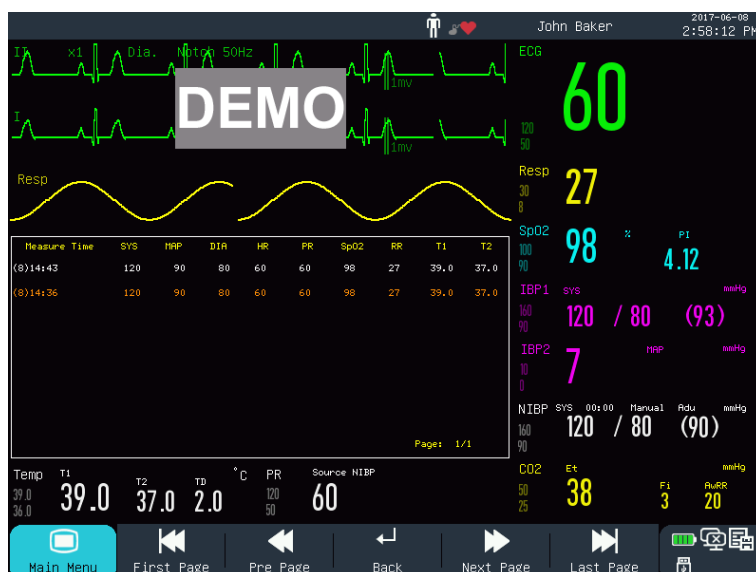 John Baker
2017-06-08
2:58:12 PM
II x1 Dia. Notch 50Hz
1mv
DEMO
I
1mv
ECG
120
50
60
Resp
Resp
30
8
27
SpO2
100
90
98
%
PI
4.12
Measure Time SYS MAP DIA HR PR SpO2 RR T1 T2
(8)14:43 120 90 80 60 60 98 27 39.0 37.0
(8)14:36 120 90 80 60 60 98 27 39.0 37.0
Page: 1/1
IBP1 SYS mmHg
160
90
120 / 80 (93)
IBP2 MAP mmHg
10
0
7
NIBP SYS 00:00 Manual Adu mmHg
160
90
120 / 80 (90)
Temp T1 T2 TD °C PR Source NIBP
39.0
36.0
39.0 37.0 2.0
120
50
60
CO2 Et mmHg
50
25
38
Fi
3
AwRR
20
Main Menu First Page Pre Page Back Next Page Last Page